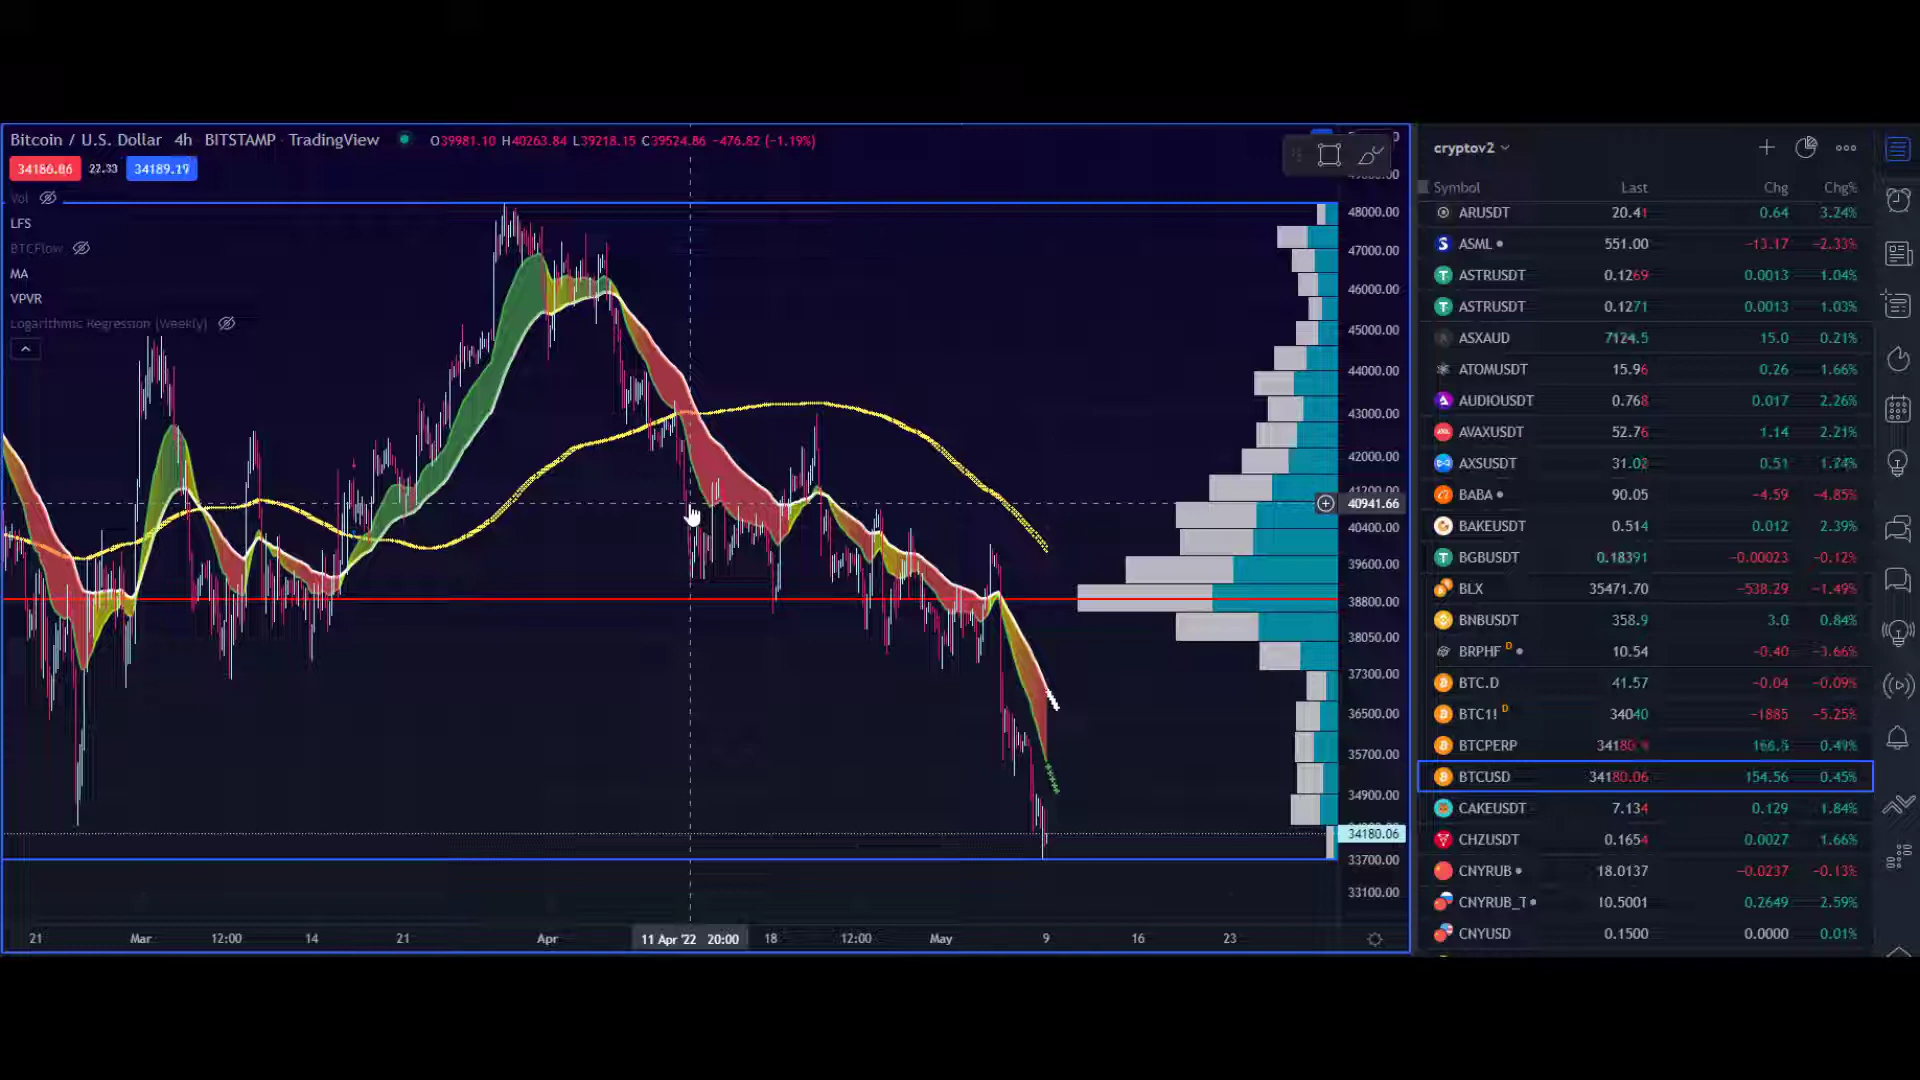 Bitcoin / U.S. Dollar 4h BITSTAMP TradingView O39981.10 H40263.84 L39218.15 C39524.86 -476.82 (-1.19%)
34186.86 22.33 34189.19
Vol
LFS
BTCFlow
MA
VPVR
Logarithmic Regression (Weekly)
48000.00
47000.00
46000.00
45000.00
44000.00
43000.00
42000.00
41200.00
40941.66
40400.00
39600.00
38800.00
38050.00
37300.00
36500.00
35700.00
34900.00
34180.06
33700.00
33100.00
21 Mar 12:00 14 21 Apr 11 Apr '22 20:00 18 12:00 May 9 16 23
cryptov2
Symbol Last Chg Chg%
ARUSDT 20.41 0.64 3.24%
ASML 551.00 -13.17 -2.33%
ASTRUSDT 0.1269 0.0013 1.04%
ASTRUSDT 0.1271 0.0013 1.03%
ASXAUD 7124.5 15.0 0.21%
ATOMUSDT 15.96 0.26 1.66%
AUDIOUSDT 0.768 0.017 2.26%
AVAXUSDT 52.76 1.14 2.21%
AXSUSDT 31.02 0.51
BABA 90.05 -4.59 -4.85%
BAKEUSDT 0.514 0.012 2.39%
BGBUSDT 0.18391 -0.00023 -0.12%
BLX 35471.70 -538.29 -1.49%
BNBUSDT 358.9 3.0 0.84%
BRPHF D 10.54 -0.40 -3.66%
BTC.D 41.57 -0.04 -0.09%
BTC1! D 34040 -1885 -5.25%
BTCPERP 0.49%
BTCUSD 34180.06 154.56 0.45%
CAKEUSDT 7.134 0.129 1.84%
CHZUSDT 0.1654 0.0027 1.66%
CNYRUB 18.0137 -0.0237 -0.13%
CNYRUB_T 10.5001 0.2649 2.59%
CNYUSD 0.1500 0.0000 0.01%